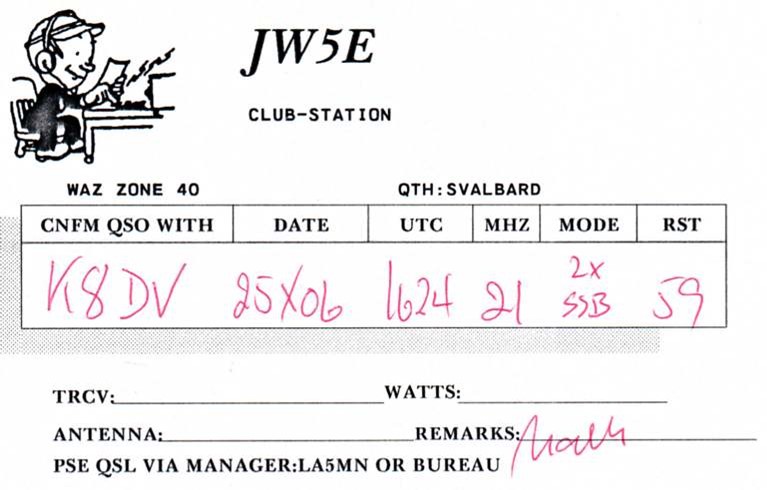 JW5E
CLUB-STATION
WAZ ZONE 40 QTH:SVALBARD
CNFM QSO WITH DATE UTC MHZ MODE RST
K8DV 25X06 1624 21 2x SSB 59
TRCV: WATTS:
ANTENNA: REMARKS:
PSE QSL VIA MANAGER:LA5MN OR BUREAU